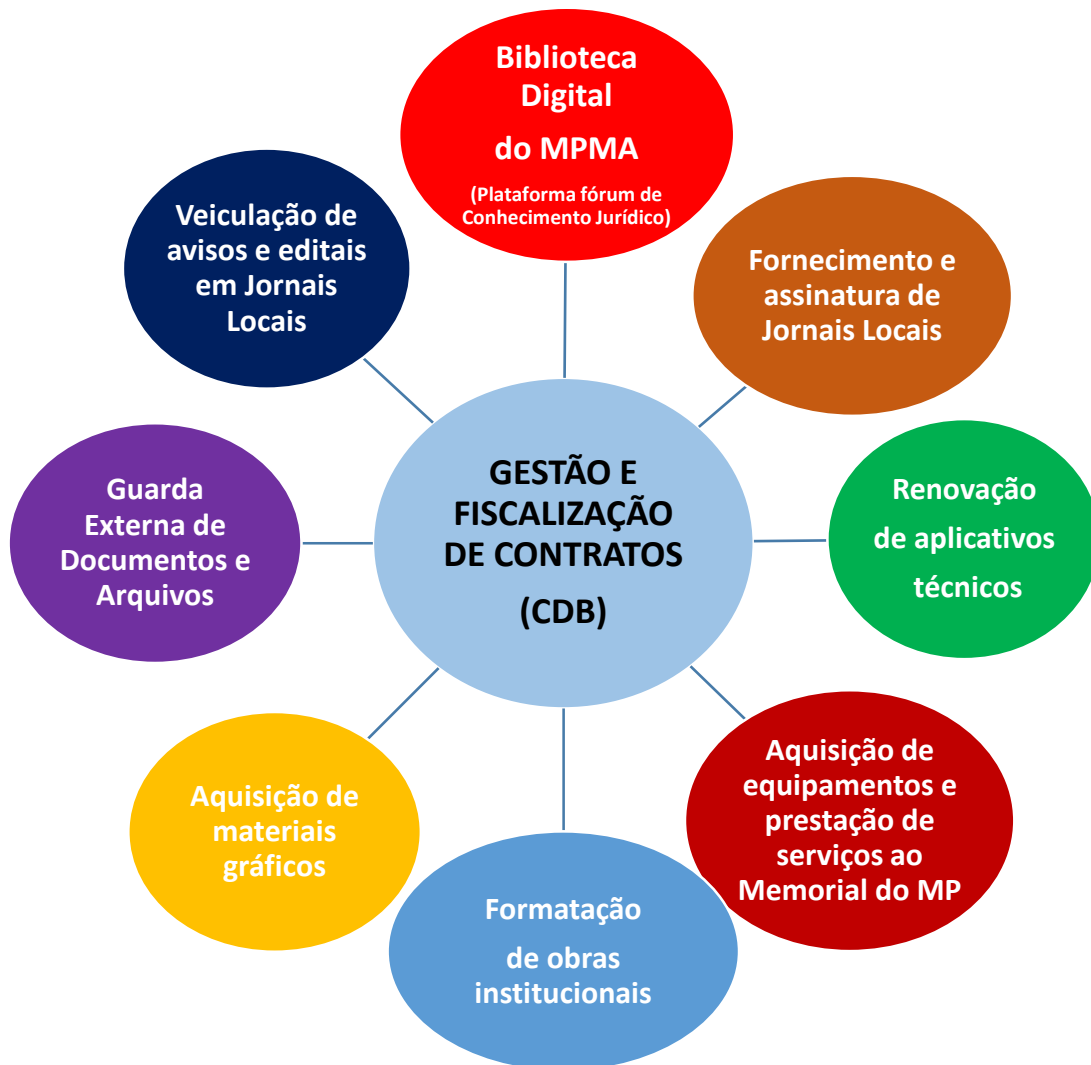 Biblioteca
Digital
do MPMA
(Plataforma fórum de
Conhecimento Jurídico)
Veiculação de
avisos e editais
em Jornais
Locais
Fornecimento e
assinatura de
Jornais Locais
Guarda
Externa de
Documentos e
Arquivos
GESTÃO E
FISCALIZAÇÃO
DE CONTRATOS
(CDB)
Renovação
de aplicativos
técnicos
Aquisição de
materiais
gráficos
Aquisição de
equipamentos e
prestação de
serviços ao
Memorial do MP
Formatação
de obras
institucionais